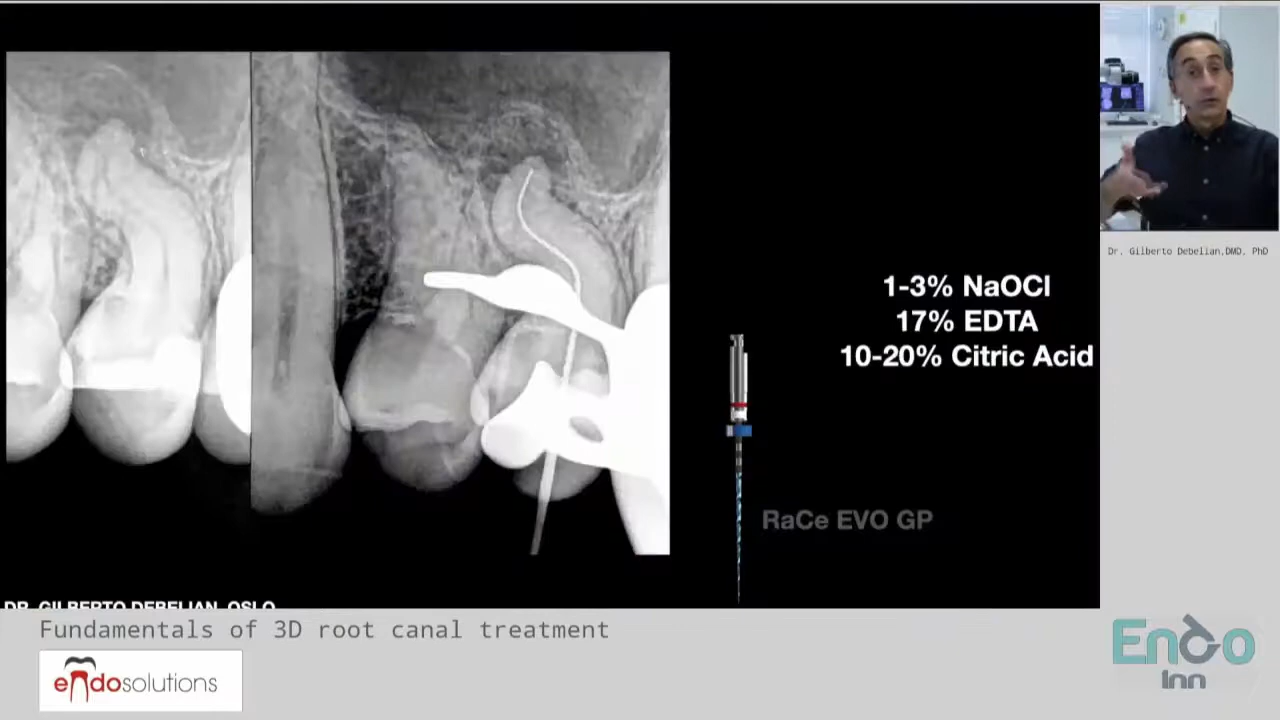 1-3% NaOCl
17% EDTA
10-20% Citric Acid
RaCe EVO GP
DR. GILBERTO DEBELIAN, OSLO
Dr. Gilberto Debelian,DMD, PhD
Fundamentals of 3D root canal treatment
endosolutions
Endo
Inn